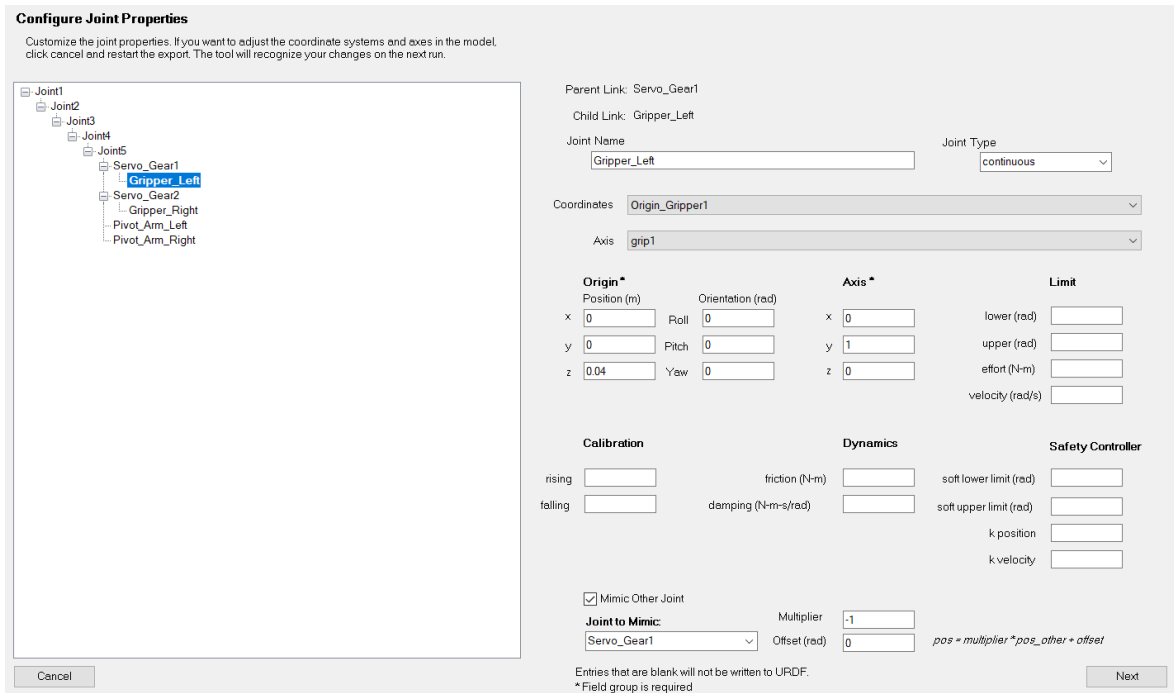 Configure Joint Properties
Customize the joint properties. If you want to adjust the coordinate systems and axes in the model,
click cancel and restart the export. The tool will recognize your changes on the next run.
Joint1
Joint2
Joint3
Joint4
Joint5
Servo_Gear1
Gripper_Left
Servo_Gear2
Gripper_Right
Pivot_Arm_Left
Pivot_Arm_Right
Parent Link: Servo_Gear1
Child Link: Gripper_Left
Joint Name
Gripper_Left
Joint Type
continuous
Coordinates Origin_Gripper1
Axis grip1
Origin*
Position (m) Orientation (rad)
x 0 Roll 0
y 0 Pitch 0
z 0.04 Yaw 0
Axis *
x 0
y 1
z 0
Limit
lower (rad)
upper (rad)
effort (N-m)
velocity (rad/s)
Calibration
rising
falling
Dynamics
friction (N-m)
damping (N-m-s/rad)
Safety Controller
soft lower limit (rad)
soft upper limit (rad)
k position
k velocity
Mimic Other Joint
Joint to Mimic:
Servo_Gear1
Multiplier -1
Offset (rad) 0
pos = multiplier *pos_other + offset
Entries that are blank will not be written to URDF.
* Field group is required
Cancel
Next